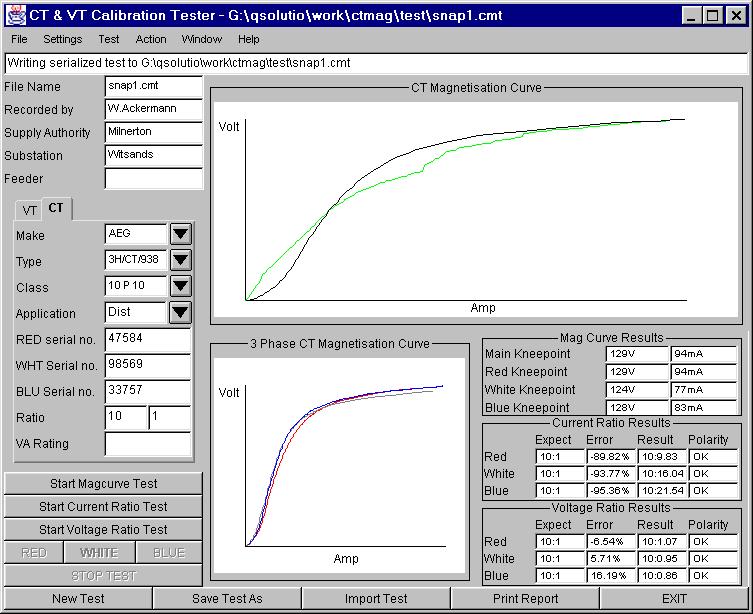 CT & VT Calibration Tester - G:\qsolutio\work\ctmag\test\snap1.cmt
File Settings Test Action Window Help
Writing serialized test to G:\qsolutio\work\ctmag\test\snap1.cmt
File Name snap1.cmt
Recorded by W.Ackermann
Supply Authority Milnerton
Substation Witsands
Feeder
VT CT
Make AEG
Type 3H/CT/938
Class 10 P 10
Application Dist
RED serial no. 47584
WHT Serial no. 98569
BLU Serial no. 33757
Ratio 10 1
VA Rating
Start Magcurve Test
Start Current Ratio Test
Start Voltage Ratio Test
RED WHITE BLUE
STOP TEST
CT Magnetisation Curve
Volt
Amp
3 Phase CT Magnetisation Curve
Volt
Amp
Mag Curve Results
Main Kneepoint 129V 94mA
Red Kneepoint 129V 94mA
White Kneepoint 124V 77mA
Blue Kneepoint 128V 83mA
Current Ratio Results
Expect Error Result Polarity
Red 10:1 -89.82% 10:9.83 OK
White 10:1 -93.77% 10:16.04 OK
Blue 10:1 -95.36% 10:21.54 OK
Voltage Ratio Results
Expect Error Result Polarity
Red 10:1 -6.54% 10:1.07 OK
White 10:1 5.71% 10:0.95 OK
Blue 10:1 16.19% 10:0.86 OK
New Test Save Test As Import Test Print Report EXIT